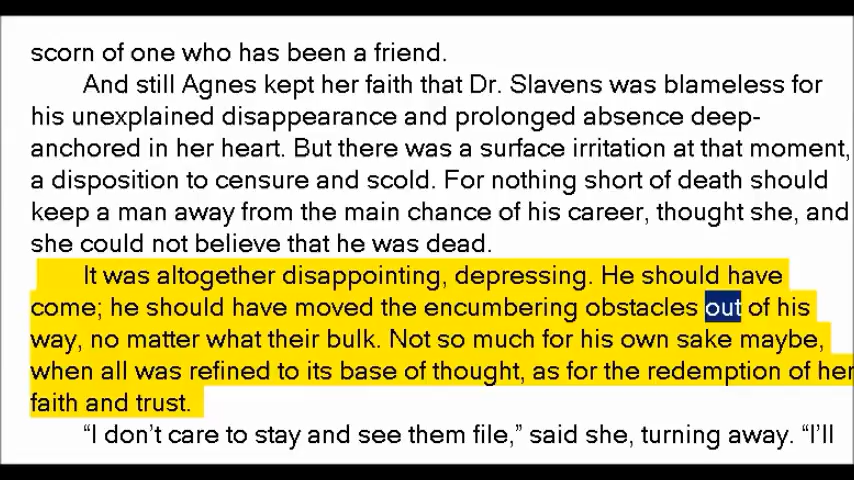 scorn of one who has been a friend.
And still Agnes kept her faith that Dr. Slavens was blameless for
his unexplained disappearance and prolonged absence deep-
anchored in her heart. But there was a surface irritation at that moment,
a disposition to censure and scold. For nothing short of death should
keep a man away from the main chance of his career, thought she, and
she could not believe that he was dead.
It was altogether disappointing, depressing. He should have
come; he should have moved the encumbering obstacles out of his
way, no matter what their bulk. Not so much for his own sake maybe,
when all was refined to its base of thought, as for the redemption of her
faith and trust.
“I don’t care to stay and see them file,” said she, turning away. “I’ll